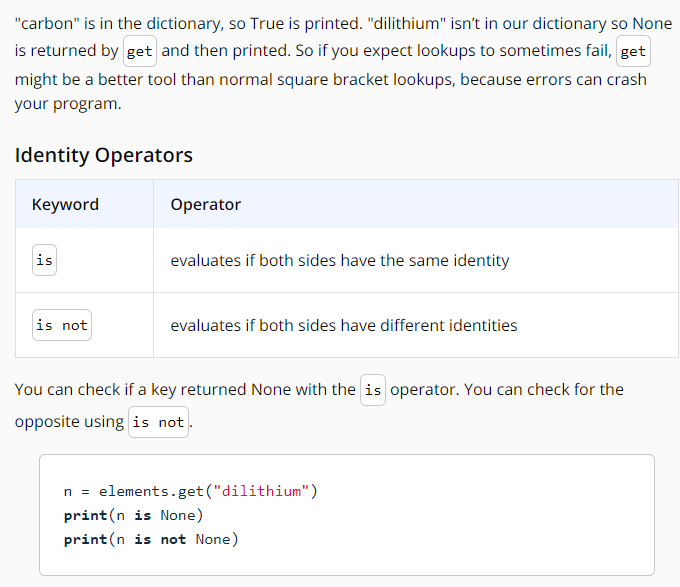 "carbon" is in the dictionary, so True is printed. "dilithium" isn't in our dictionary so None
is returned by get and then printed. So if you expect lookups to sometimes fail, get
might be a better tool than normal square bracket lookups, because errors can crash
your program.
Identity Operators
Keyword Operator
is evaluates if both sides have the same identity
is not evaluates if both sides have different identities
You can check if a key returned None with the is operator. You can check for the
opposite using is not.
n = elements.get("dilithium")
print(n is None)
print(n is not None)